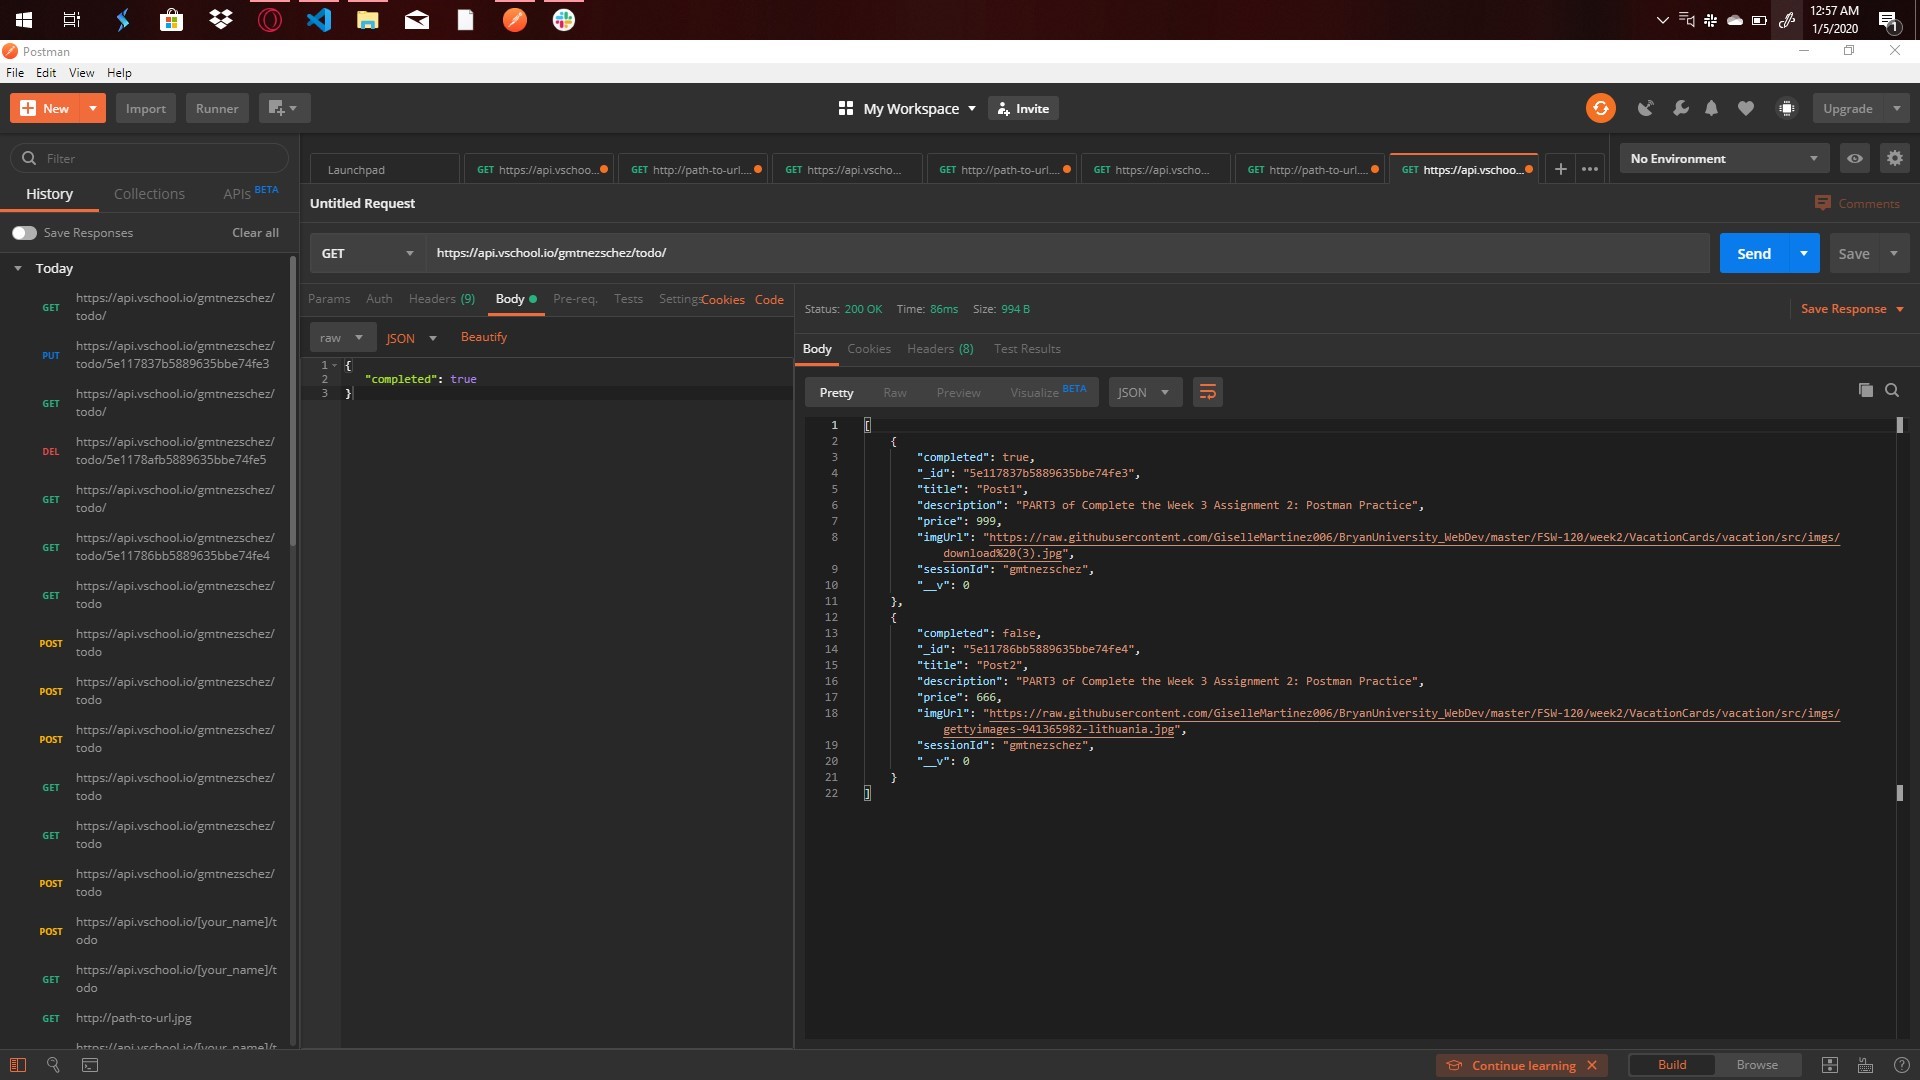 12:57 AM
1/5/2020
1
Postman
File Edit View Help
New Import Runner
My Workspace Invite
Upgrade
Filter
History Collections APIs BETA
Save Responses Clear all
Today
GET https://api.vschool.io/gmtnezschez/
todo/
PUT https://api.vschool.io/gmtnezschez/
todo/5e117837b5889635bbe74fe3
GET https://api.vschool.io/gmtnezschez/
todo/
DEL https://api.vschool.io/gmtnezschez/
todo/5e1178afb5889635bbe74fe5
GET https://api.vschool.io/gmtnezschez/
todo/
GET https://api.vschool.io/gmtnezschez/
todo/5e11786bb5889635bbe74fe4
GET https://api.vschool.io/gmtnezschez/
todo
POST https://api.vschool.io/gmtnezschez/
todo
POST https://api.vschool.io/gmtnezschez/
todo
POST https://api.vschool.io/gmtnezschez/
todo
GET https://api.vschool.io/gmtnezschez/
todo
GET https://api.vschool.io/gmtnezschez/
todo
POST https://api.vschool.io/gmtnezschez/
todo
POST https://api.vschool.io/[your_name]/t
odo
GET https://api.vschool.io/[your_name]/t
odo
GET http://path-to-url.jpg
https://api.vschool.io/[your_name]/t
Launchpad GET https://api.vschoo... GET http://path-to-url.... GET https://api.vscho... GET http://path-to-url.... GET https://api.vscho... GET http://path-to-url.... GET https://api.vschoo...
No Environment
Untitled Request
Comments
GET https://api.vschool.io/gmtnezschez/todo/
Send Save
Params Auth Headers (9) Body Pre-req. Tests Settings Cookies Code
raw JSON Beautify
1 {
2 "completed": true
3 }
Status: 200 OK Time: 86ms Size: 994 B
Save Response
Body Cookies Headers (8) Test Results
Pretty Raw Preview Visualize BETA JSON
1 [
2 {
3 "completed": true,
4 "_id": "5e117837b5889635bbe74fe3",
5 "title": "Post1",
6 "description": "PART3 of Complete the Week 3 Assignment 2: Postman Practice",
7 "price": 999,
8 "imgUrl": "https://raw.githubusercontent.com/GiselleMartinez006/BryanUniversity_WebDev/master/FSW-120/week2/VacationCards/vacation/src/imgs/
download%20(3).jpg",
9 "sessionId": "gmtnezschez",
10 "__v": 0
11 },
12 {
13 "completed": false,
14 "_id": "5e11786bb5889635bbe74fe4",
15 "title": "Post2",
16 "description": "PART3 of Complete the Week 3 Assignment 2: Postman Practice",
17 "price": 666,
18 "imgUrl": "https://raw.githubusercontent.com/GiselleMartinez006/BryanUniversity_WebDev/master/FSW-120/week2/VacationCards/vacation/src/imgs/
gettyimages-941365982-lithuania.jpg",
19 "sessionId": "gmtnezschez",
20 "__v": 0
21 }
22 ]
Continue learning
Build Browse